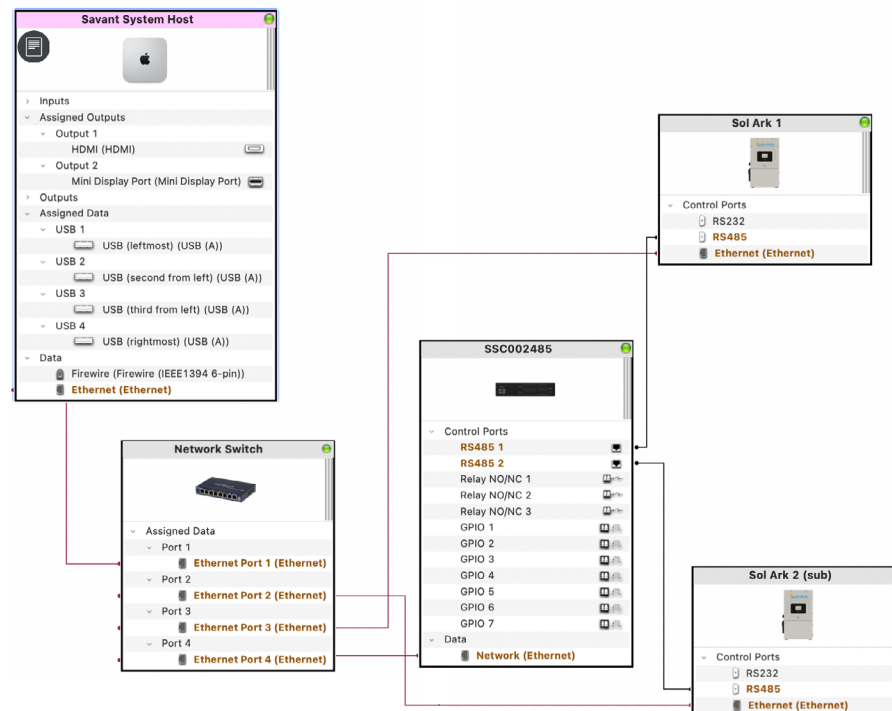 Savant System Host
Inputs
Assigned Outputs
Output 1
HDMI (HDMI)
Output 2
Mini Display Port (Mini Display Port)
Outputs
Assigned Data
USB 1
USB (leftmost) (USB (A))
USB 2
USB (second from left) (USB (A))
USB 3
USB (third from left) (USB (A))
USB 4
USB (rightmost) (USB (A))
Data
Firewire (Firewire (IEEE1394 6-pin))
Ethernet (Ethernet)
Network Switch
Assigned Data
Port 1
Ethernet Port 1 (Ethernet)
Port 2
Ethernet Port 2 (Ethernet)
Port 3
Ethernet Port 3 (Ethernet)
Port 4
Ethernet Port 4 (Ethernet)
SSC002485
Control Ports
RS485 1
RS485 2
Relay NO/NC 1
Relay NO/NC 2
Relay NO/NC 3
GPIO 1
GPIO 2
GPIO 3
GPIO 4
GPIO 5
GPIO 6
GPIO 7
Data
Network (Ethernet)
Sol Ark 1
Control Ports
RS232
RS485
Ethernet (Ethernet)
Sol Ark 2 (sub)
Control Ports
RS232
RS485
Ethernet (Ethernet)